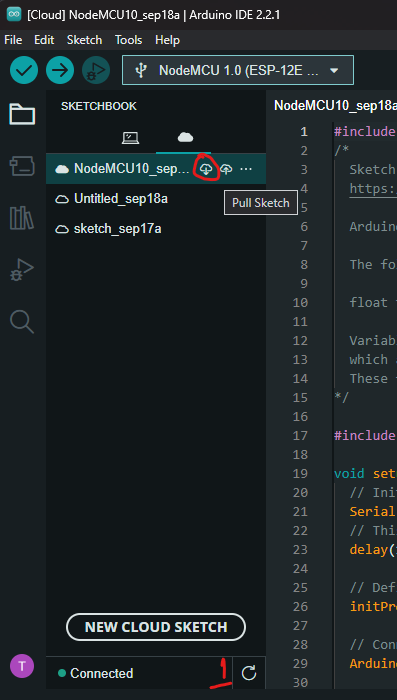 [Cloud] NodeMCU10_sep18a | Arduino IDE 2.2.1
File Edit Sketch Tools Help
NodeMCU 1.0 (ESP-12E ...
SKETCHBOOK
NodeMCU10_sep18a
NodeMCU10_sep... ...
Pull Sketch
Untitled_sep18a
sketch_sep17a
1 #include
2 /*
3 Sketch
4 https:
5
6 Arduin
7
8 The fo
9
10 float
11
12 Variab
13 which
14 These
15 */
16
17 #include
18
19 void set
20 // Ini
21 Serial
22 // Thi
23 delay(
24
25 // Def
26 initPr
27
28 // Con
29 Arduin
30
NEW CLOUD SKETCH
T
Connected
1